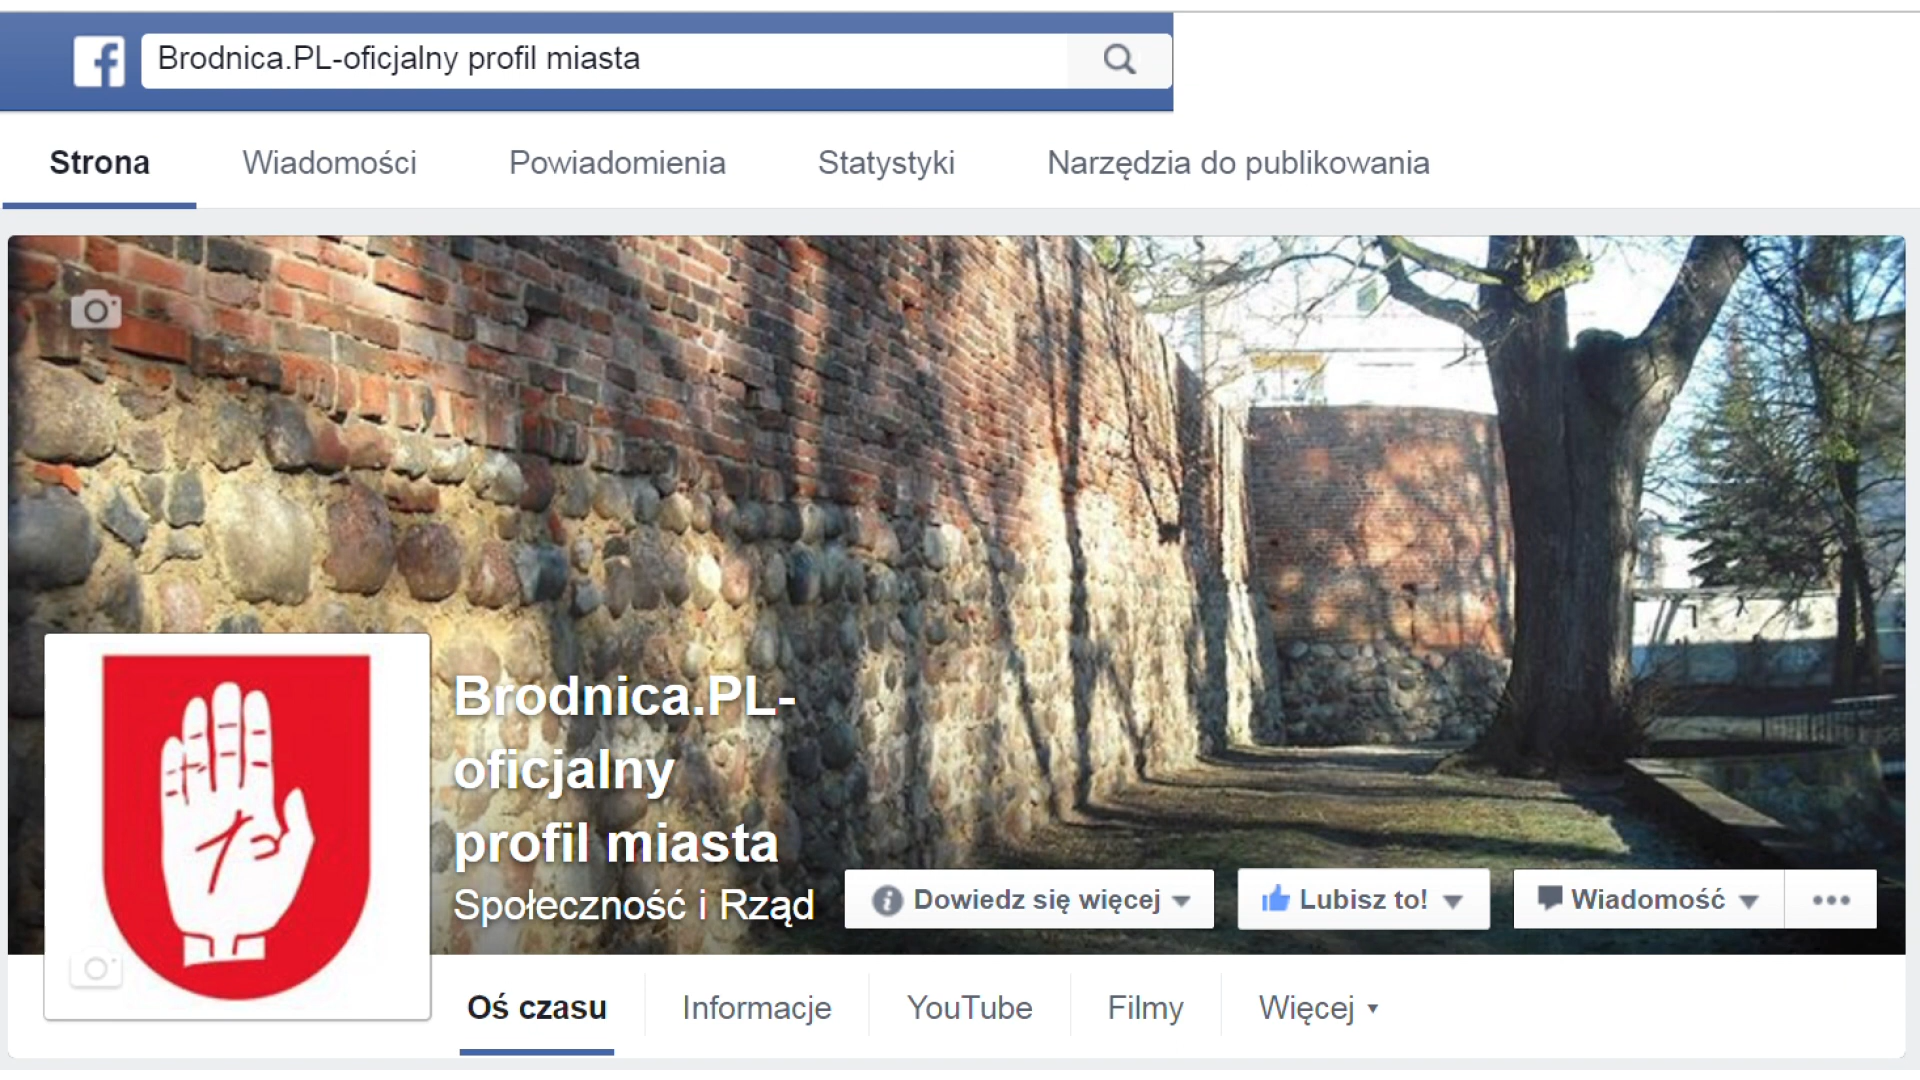 Brodnica.PL-oficjalny profil miasta
Strona Wiadomości Powiadomienia Statystyki Narzędzia do publikowania
Brodnica.PL-
oficjalny
profil miasta
Społeczność i Rząd
Dowiedz się więcej Lubisz to! Wiadomość
Oś czasu Informacje YouTube Filmy Więcej